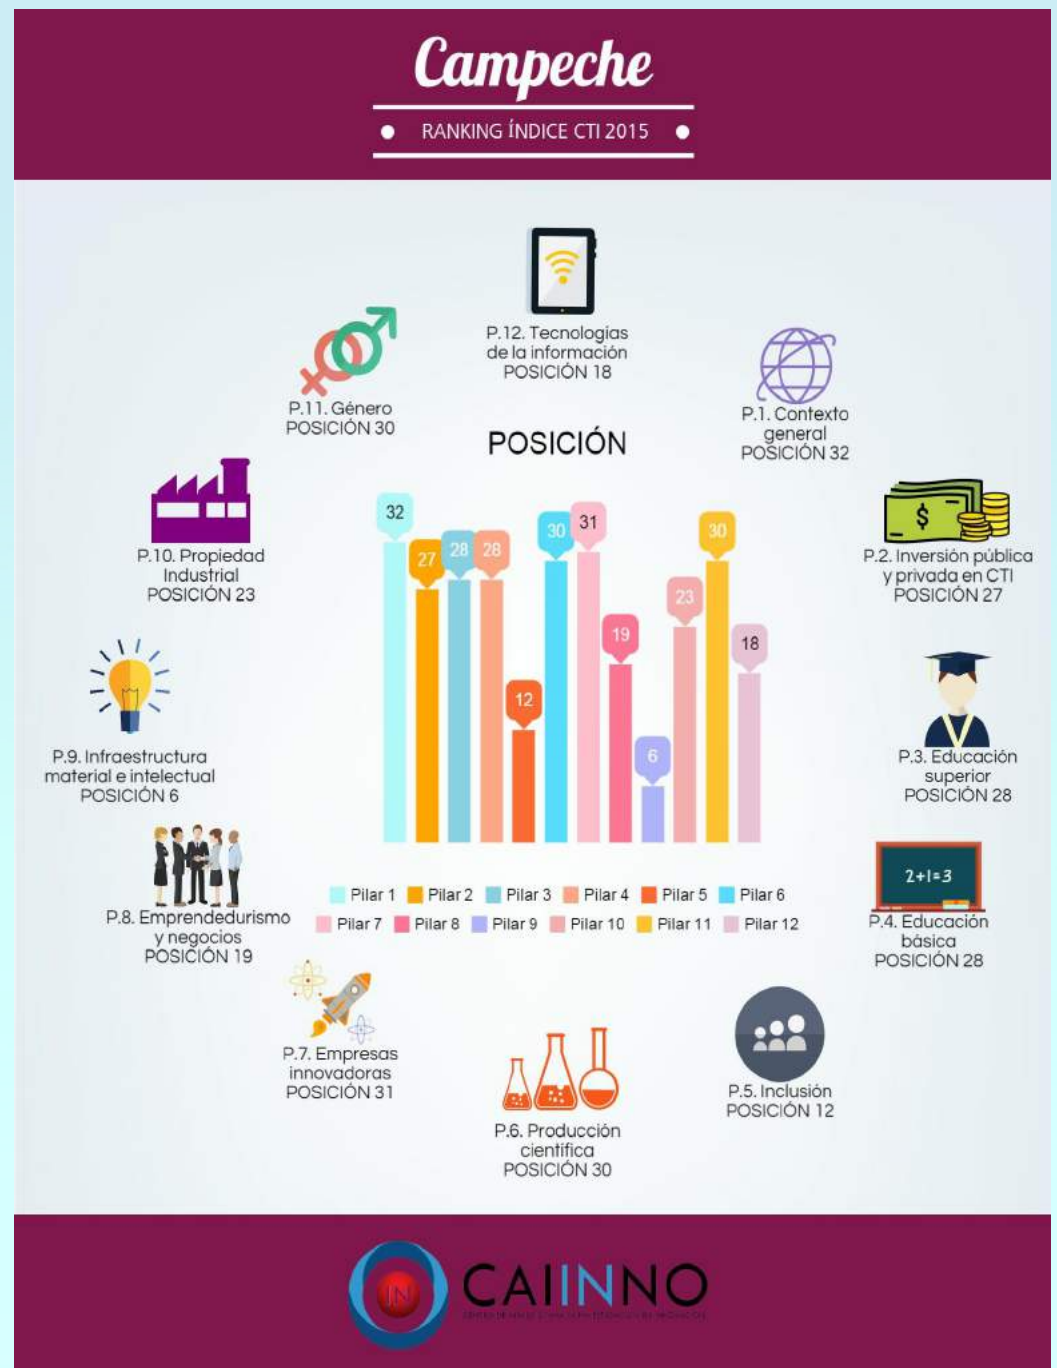 Campeche
RANKING ÍNDICE CTI 2015
P.12. Tecnologías
de la información
POSICIÓN 18
P.11. Género
POSICIÓN 30
P.1. Contexto
general
POSICIÓN 32
POSICIÓN
P.10. Propiedad
Industrial
POSICIÓN 23
$
P.2. Inversión pública
y privada en CTI
POSICIÓN 27
32
27
28
28
12
30
31
19
6
23
30
18
P.9. Infraestructura
material e intelectual
POSICIÓN 6
P.3. Educación
superior
POSICIÓN 28
Pilar 1 Pilar 2 Pilar 3 Pilar 4 Pilar 5 Pilar 6
Pilar 7 Pilar 8 Pilar 9 Pilar 10 Pilar 11 Pilar 12
P.8. Emprendedurismo
y negocios
POSICIÓN 19
2+1=3
P.4. Educación
básica
POSICIÓN 28
P.7. Empresas
innovadoras
POSICIÓN 31
P.6. Producción
científica
POSICIÓN 30
P.5. Inclusión
POSICIÓN 12
IN
CAIINNO